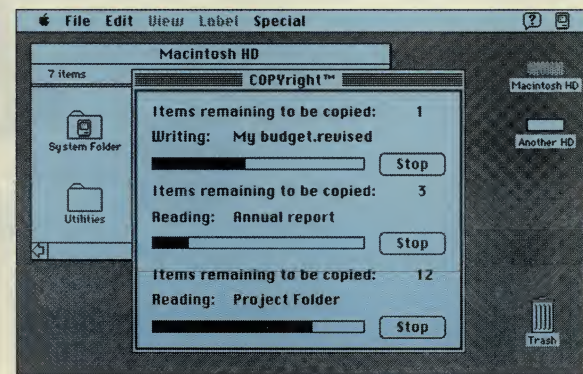 File Edit View Label Special
Macintosh HD
7 items
System Folder
Utilities
COPYright™
Items remaining to be copied: 1
Writing: My budget.revised
Stop
Items remaining to be copied: 3
Reading: Annual report
Stop
Items remaining to be copied: 12
Reading: Project Folder
Stop
Macintosh HD
Another HD
Trash